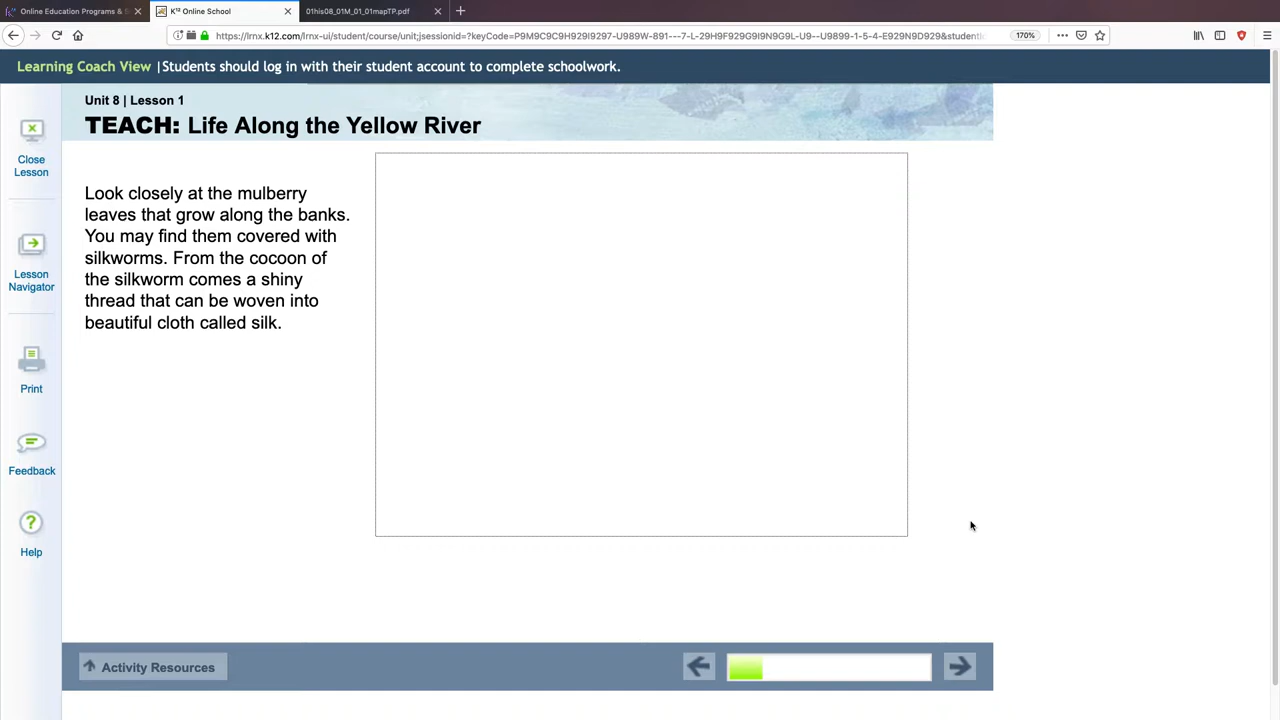 Online Education Programs & S
K¹² Online School
01his08_01M_01_01mapTP.pdf
170%
Learning Coach View | Students should log in with their student account to complete schoolwork.
Unit 8 | Lesson 1
TEACH: Life Along the Yellow River
Close
Lesson
Lesson
Navigator
Print
Feedback
Help
Look closely at the mulberry
leaves that grow along the banks.
You may find them covered with
silkworms. From the cocoon of
the silkworm comes a shiny
thread that can be woven into
beautiful cloth called silk.
Activity Resources